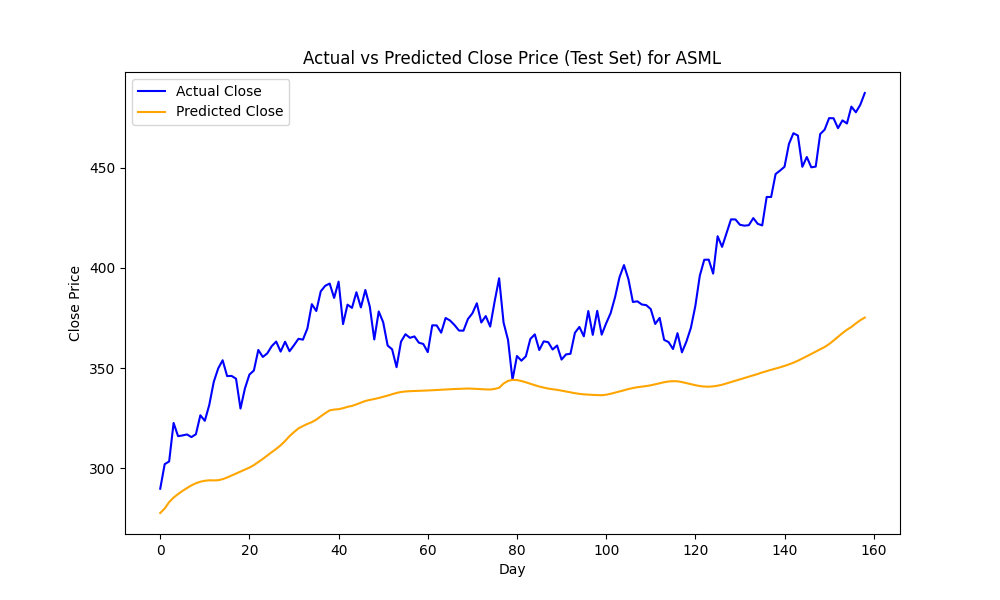 Actual vs Predicted Close Price (Test Set) for ASML
Actual Close
Predicted Close
450
400
350
300
Close Price
0 20 40 60 80 100 120 140 160
Day